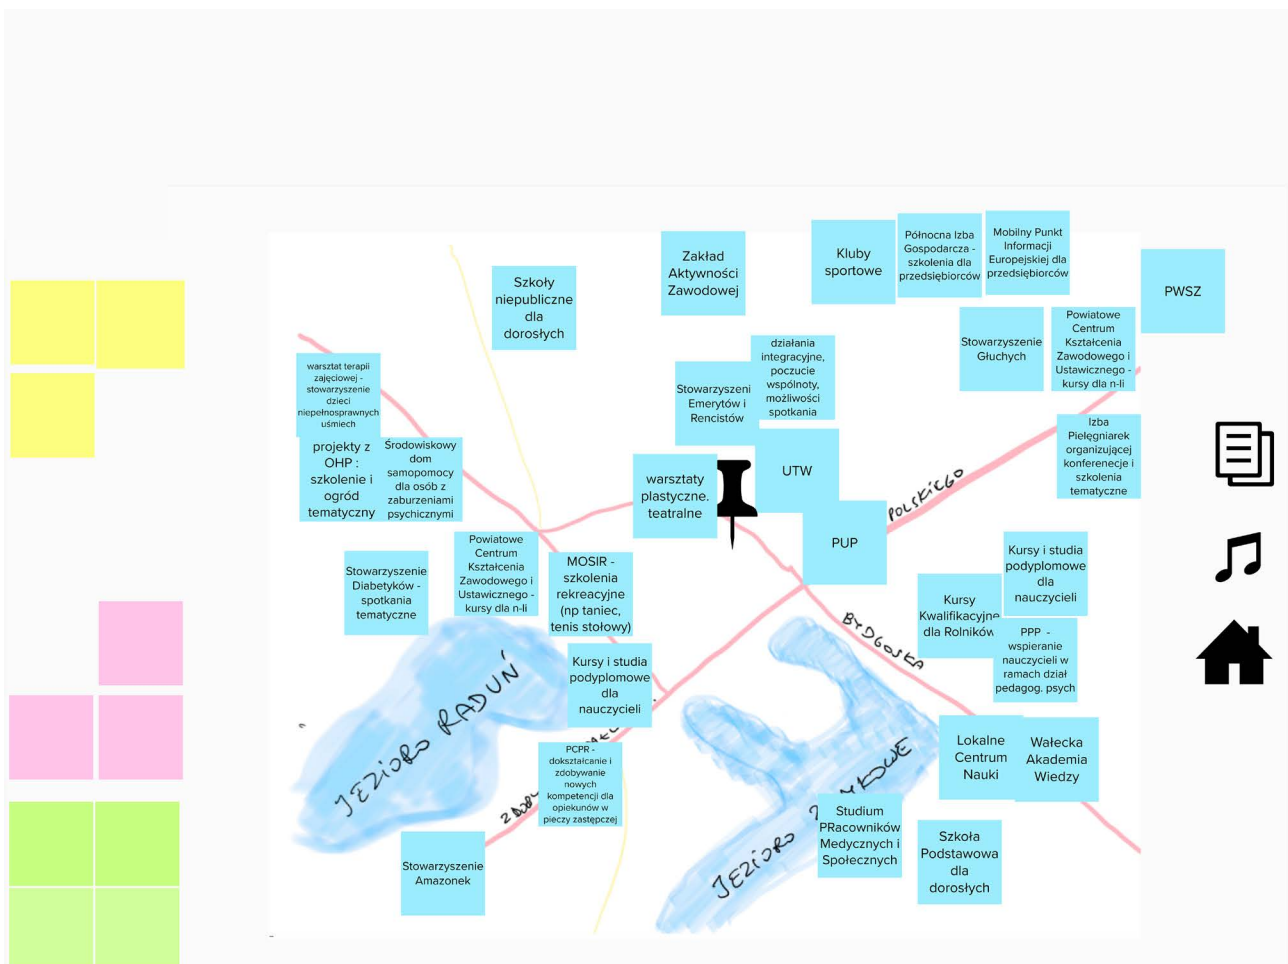 Północna Izba
Gospodarcza -
szkolenia dla
przedsiębiorców
Mobilny Punkt
Informacji
Europejskiej dla
przedsiębiorców
Kluby
sportowe
Zakład
Aktywności
Zawodowej
PWSZ
Szkoły
niepubliczne
dla
dorosłych
Stowarzyszenie
Głuchych
Powiatowe
Centrum
Kształcenia
Zawodowego i
Ustawicznego -
kursy dla n-li
działania
integracyjne,
poczucie
wspólnoty,
możliwości
spotkania
Stowarzyszeni
Emerytów i
Rencistów
warsztat terapii
zajęciowej -
stowarzyszenie
dzieci
niepełnosprawnych
uśmiech
projekty z
OHP :
szkolenie i
ogród
tematyczny
Środowiskowy
dom
samopomocy
dla osób z
zaburzeniami
psychicznymi
Izba
Pielęgniarek
organizującej
konferenecje i
szkolenia
tematyczne
UTW
warsztaty
plastyczne.
teatralne
POLSKIEGO
PUP
Powiatowe
Centrum
Kształcenia
Zawodowego i
Ustawicznego -
kursy dla n-li
MOSIR -
szkolenia
rekreacyjne
(np taniec,
tenis stołowy)
Stowarzyszenie
Diabetyków -
spotkania
tematyczne
Kursy i studia
podyplomowe
dla
nauczycieli
Kursy
Kwalifikacyjne
dla Rolników
BYDGOSKA
PPP -
wspieranie
nauczycieli w
ramach dział
pedagog. psych
Kursy i studia
podyplomowe
dla
nauczycieli
JEZIORO RADUŃ
PCPR -
dokształcanie i
zdobywanie
nowych
kompetencji dla
opiekunów w
pieczy zastępczej
Lokalne
Centrum
Nauki
Wałecka
Akademia
Wiedzy
JEZIORO
Studium
PRacowników
Medycznych i
Społecznych
Szkoła
Podstawowa
dla
dorosłych
Stowarzyszenie
Amazonek